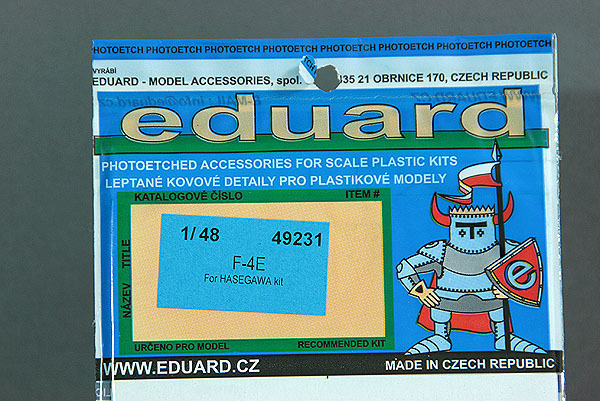 PHOTOETCH PHOTOETCH PHOTOETCH PHOTOETCH PHOTOETCH PHOTOETCH PHOTOETCH PHOTOETCH
VYRÁBÍ
EDUARD - MODEL ACCESSORIES, spol. 435 21 OBRNICE 170, CZECH REPUBLIC
eduard
PHOTOETCHED ACCESSORIES FOR SCALE PLASTIC KITS
LEPTANÉ KOVOVÉ DETAILY PRO PLASTIKOVÉ MODELY
KATALOGOVÉ ČÍSLO ITEM #
1/48 49231
F-4E
For HASEGAWA kit
NÁZEV TITLE
e
URČENO PRO MODEL RECOMMENDED KIT
WWW.EDUARD.CZ MADE IN CZECH REPUBLIC